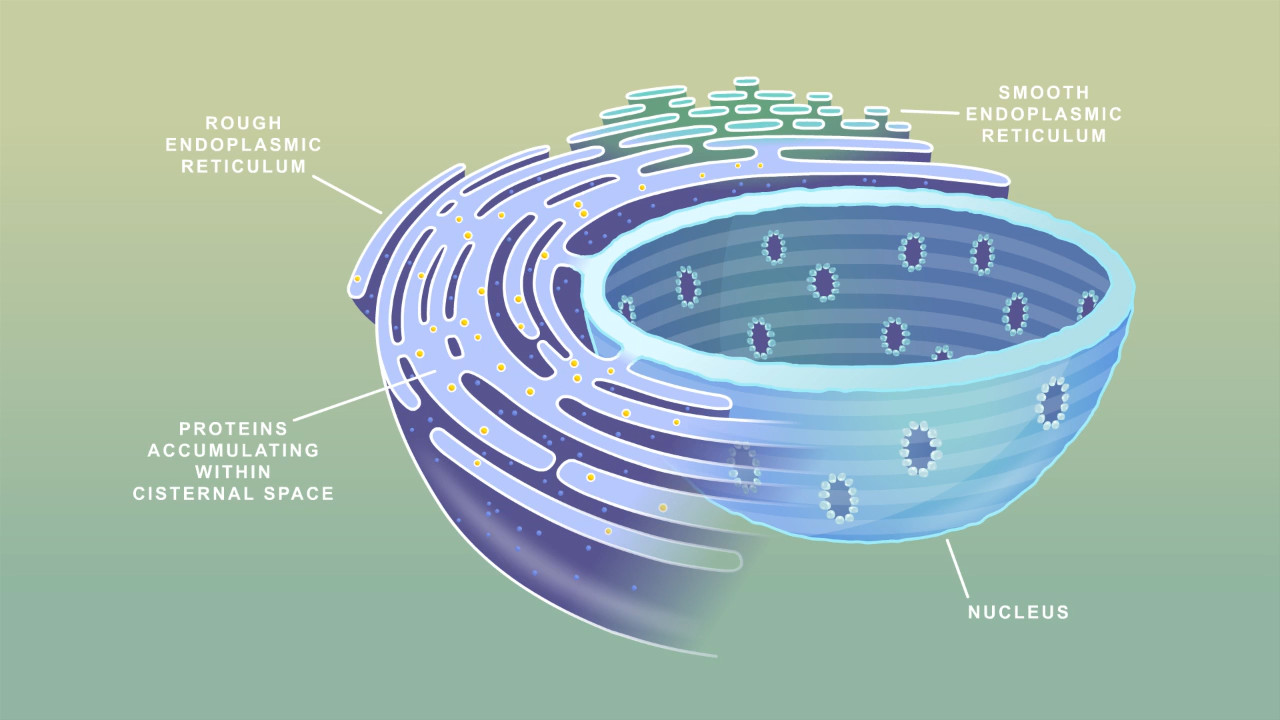 ROUGH
ENDOPLASMIC
RETICULUM
SMOOTH
ENDOPLASMIC
RETICULUM
PROTEINS
ACCUMULATING
WITHIN
CISTERNAL SPACE
NUCLEUS